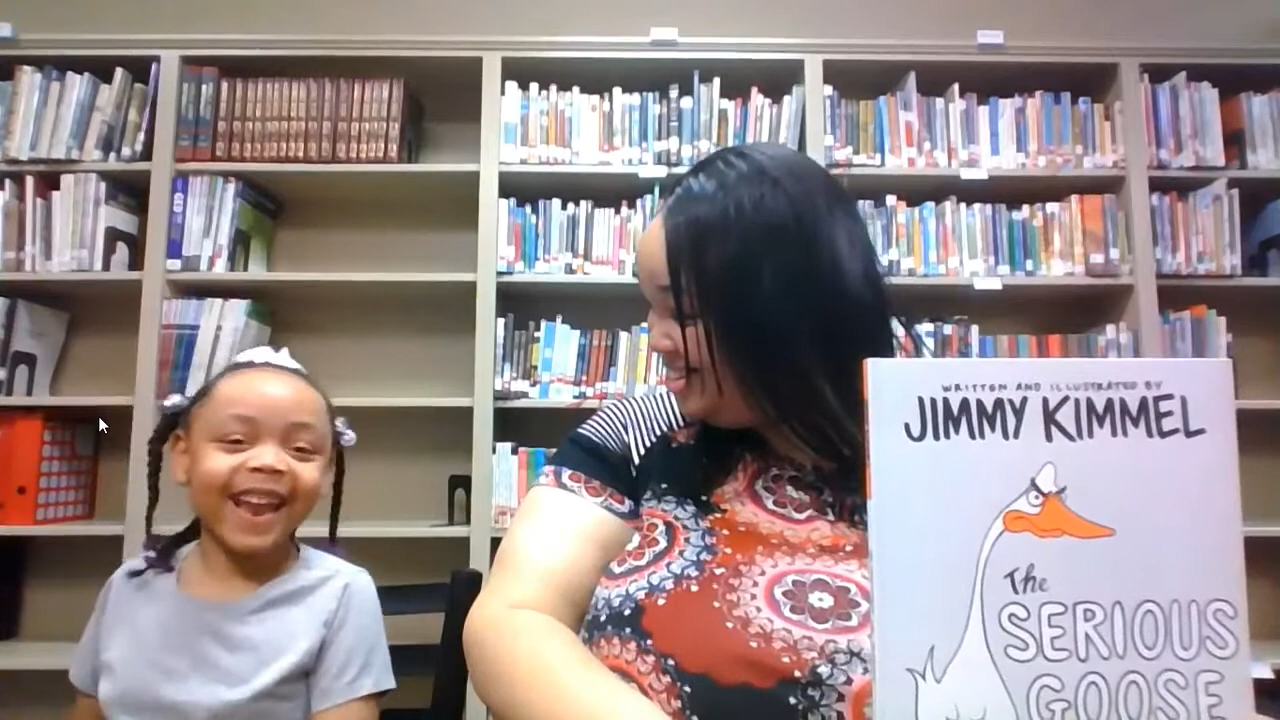 WRITTEN AND ILLUSTRATED BY
JIMMY KIMMEL
The
SERIOUS
GOOSE